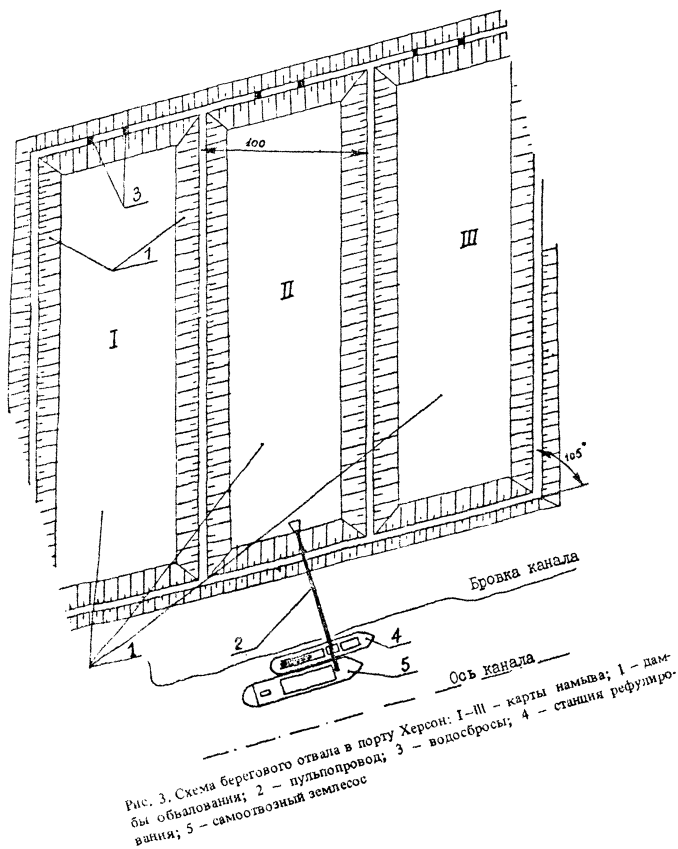 100
3
1
I
II
III
105°
Бровка канала
1
2
4
5
Ось канала
Рис. 3. Схема берегового отвала в порту Херсон: I–III – карты намыва; 1 – дам-
бы обвалования; 2 – пульпопровод; 3 – водосбросы; 4 – станция рефулиро-
вания; 5 – самоотвозный землесос